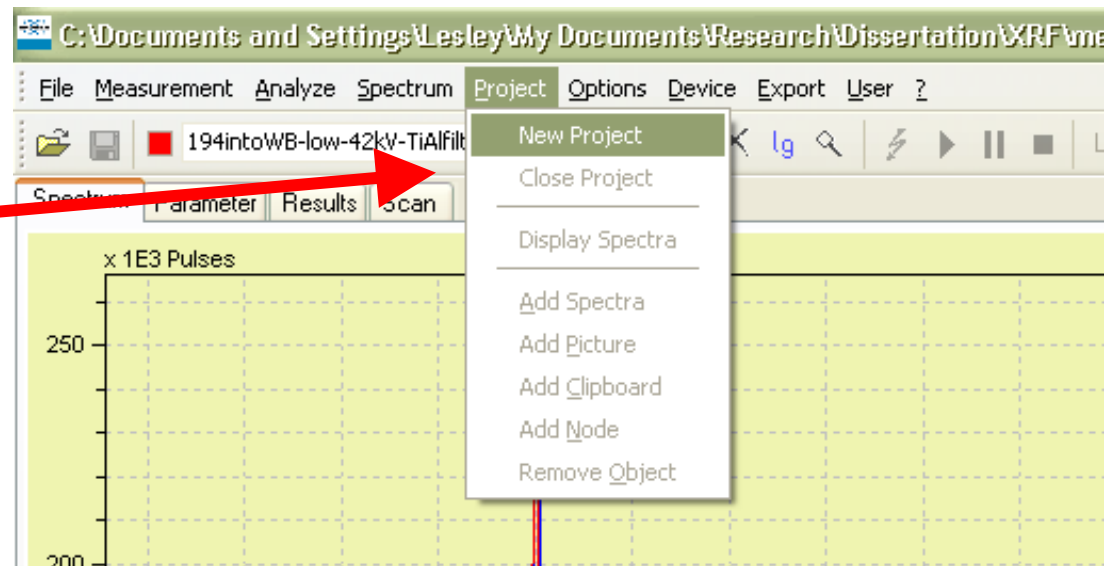 C:\Documents and Settings\Lesley\My Documents\Research\Dissertation\XRF\me
File Measurement Analyze Spectrum Project Options Device Export User ?
194intoWB-low-42kV-TiAlfilt
lg
Spectrum Parameter Results Scan
New Project
Close Project
Display Spectra
Add Spectra
Add Picture
Add Clipboard
Add Node
Remove Object
x 1E3 Pulses
250
200